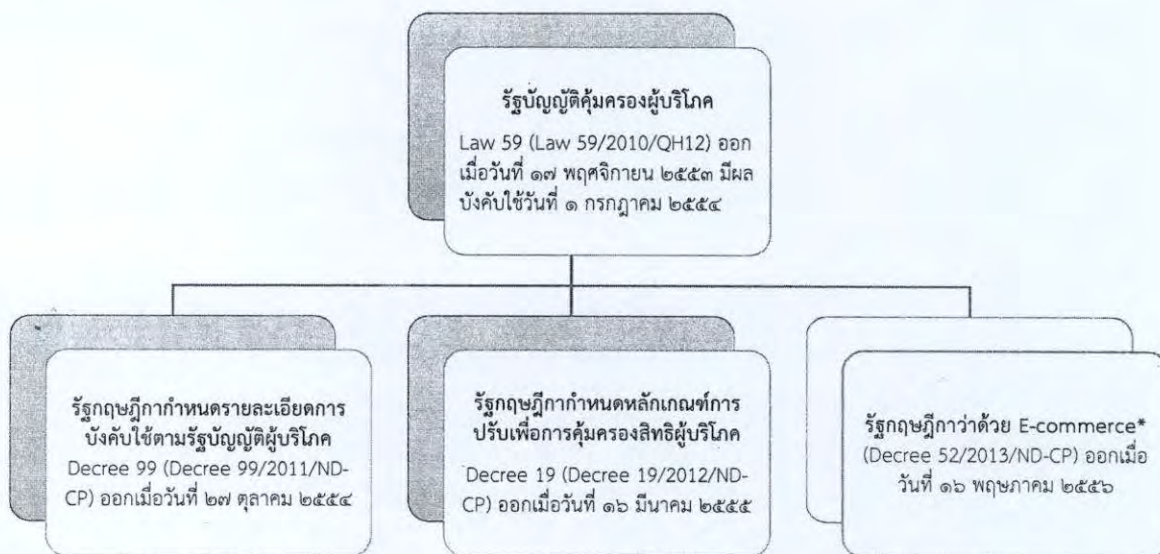 รัฐบัญญัติคุ้มครองผู้บริโภค
Law 59 (Law 59/2010/QH12) ออก
เมื่อวันที่ ๑๗ พฤศจิกายน ๒๕๕๓ มีผล
บังคับใช้วันที่ ๑ กรกฎาคม ๒๕๕๔
รัฐกฤษฎีกากำหนดรายละเอียดการ
บังคับใช้ตามรัฐบัญญัติผู้บริโภค
Decree 99 (Decree 99/2011/ND-
CP) ออกเมื่อวันที่ ๒๗ ตุลาคม ๒๕๕๔
รัฐกฤษฎีกากำหนดหลักเกณฑ์การ
ปรับเพื่อการคุ้มครองสิทธิผู้บริโภค
Decree 19 (Decree 19/2012/ND-
CP) ออกเมื่อวันที่ ๑๖ มีนาคม ๒๕๕๕
รัฐกฤษฎีกาว่าด้วย E-commerce*
(Decree 52/2013/ND-CP) ออกเมื่อ
วันที่ ๑๖ พฤษภาคม ๒๕๕๖